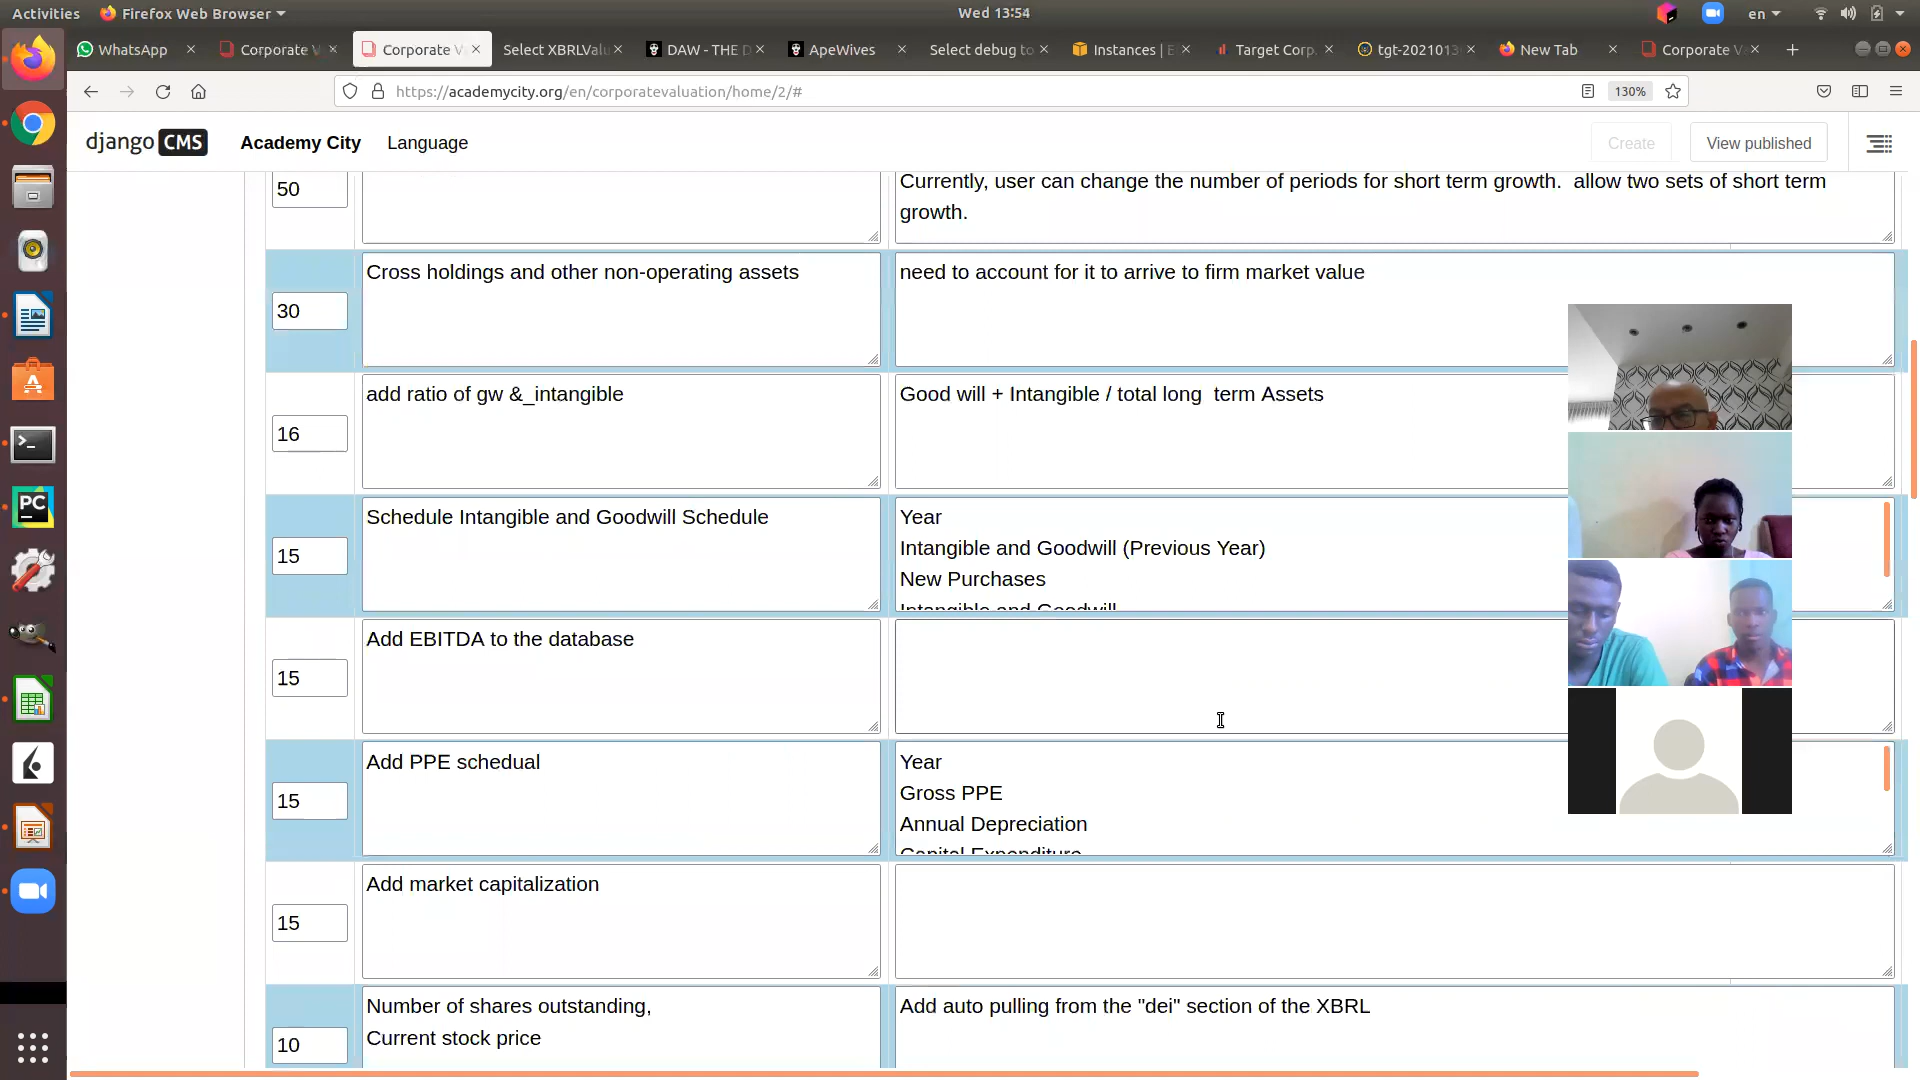 Activities
Firefox Web Browser
Wed 13:54
en
WhatsApp
Corporate V
Corporate V
Select XBRLValu
DAW - THE D
ApeWives
Select debug to
Instances | E
Target Corp.
tgt-2021013
New Tab
Corporate Va
https://academycity.org/en/corporatevaluation/home/2/#
130%
django CMS
Academy City
Language
Create
View published
50
Currently, user can change the number of periods for short term growth.  allow two sets of short term
growth.
30
Cross holdings and other non-operating assets
need to account for it to arrive to firm market value
16
add ratio of gw &_intangible
Good will + Intangible / total long  term Assets
15
Schedule Intangible and Goodwill Schedule
Year
Intangible and Goodwill (Previous Year)
New Purchases
Intangible and Goodwill
15
Add EBITDA to the database
15
Add PPE schedual
Year
Gross PPE
Annual Depreciation
Capital Expenditure
15
Add market capitalization
10
Number of shares outstanding,
Current stock price
Add auto pulling from the "dei" section of the XBRL